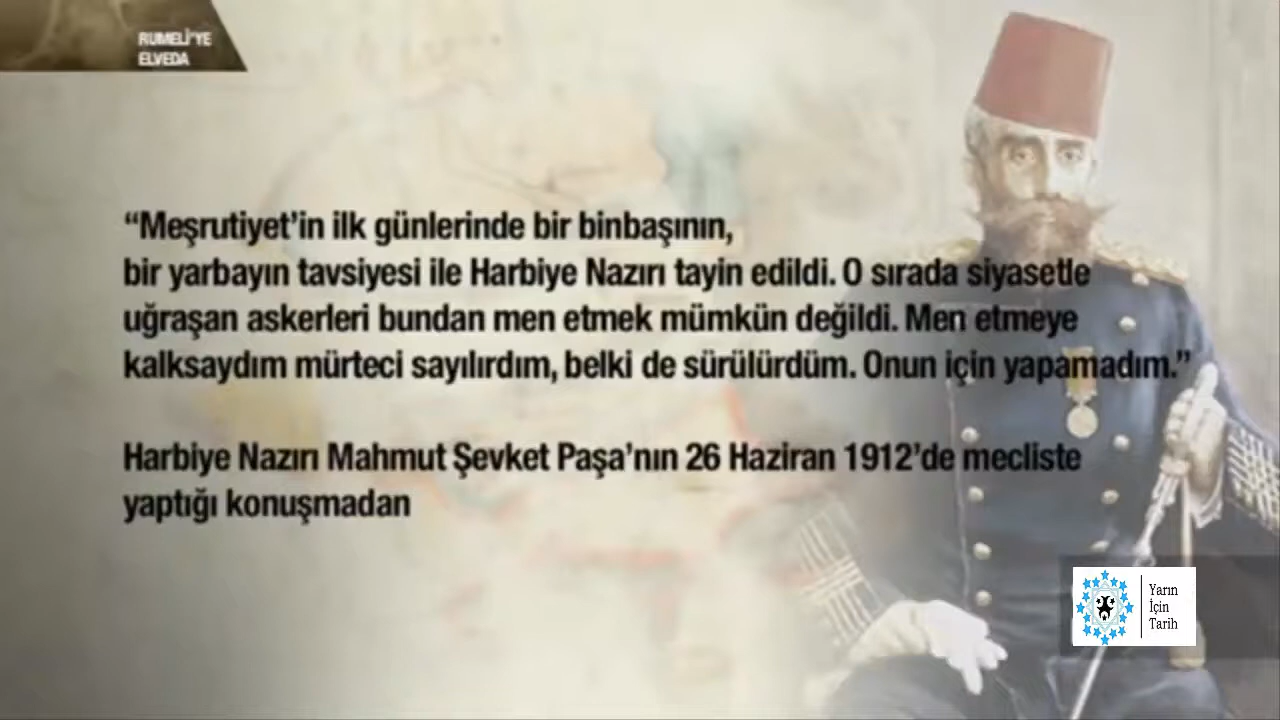 RUMELİ'YE
ELVEDA
“Meşrutiyet’in ilk günlerinde bir binbaşının,
bir yarbayın tavsiyesi ile Harbiye Nazırı tayin edildi. O sırada siyasetle
uğraşan askerleri bundan men etmek mümkün değildi. Men etmeye
kalksaydım mürteci sayılırdım, belki de sürülürdüm. Onun için yapamadım.”
Harbiye Nazırı Mahmut Şevket Paşa’nın 26 Haziran 1912’de mecliste
yaptığı konuşmadan
Yarın
İçin
Tarih